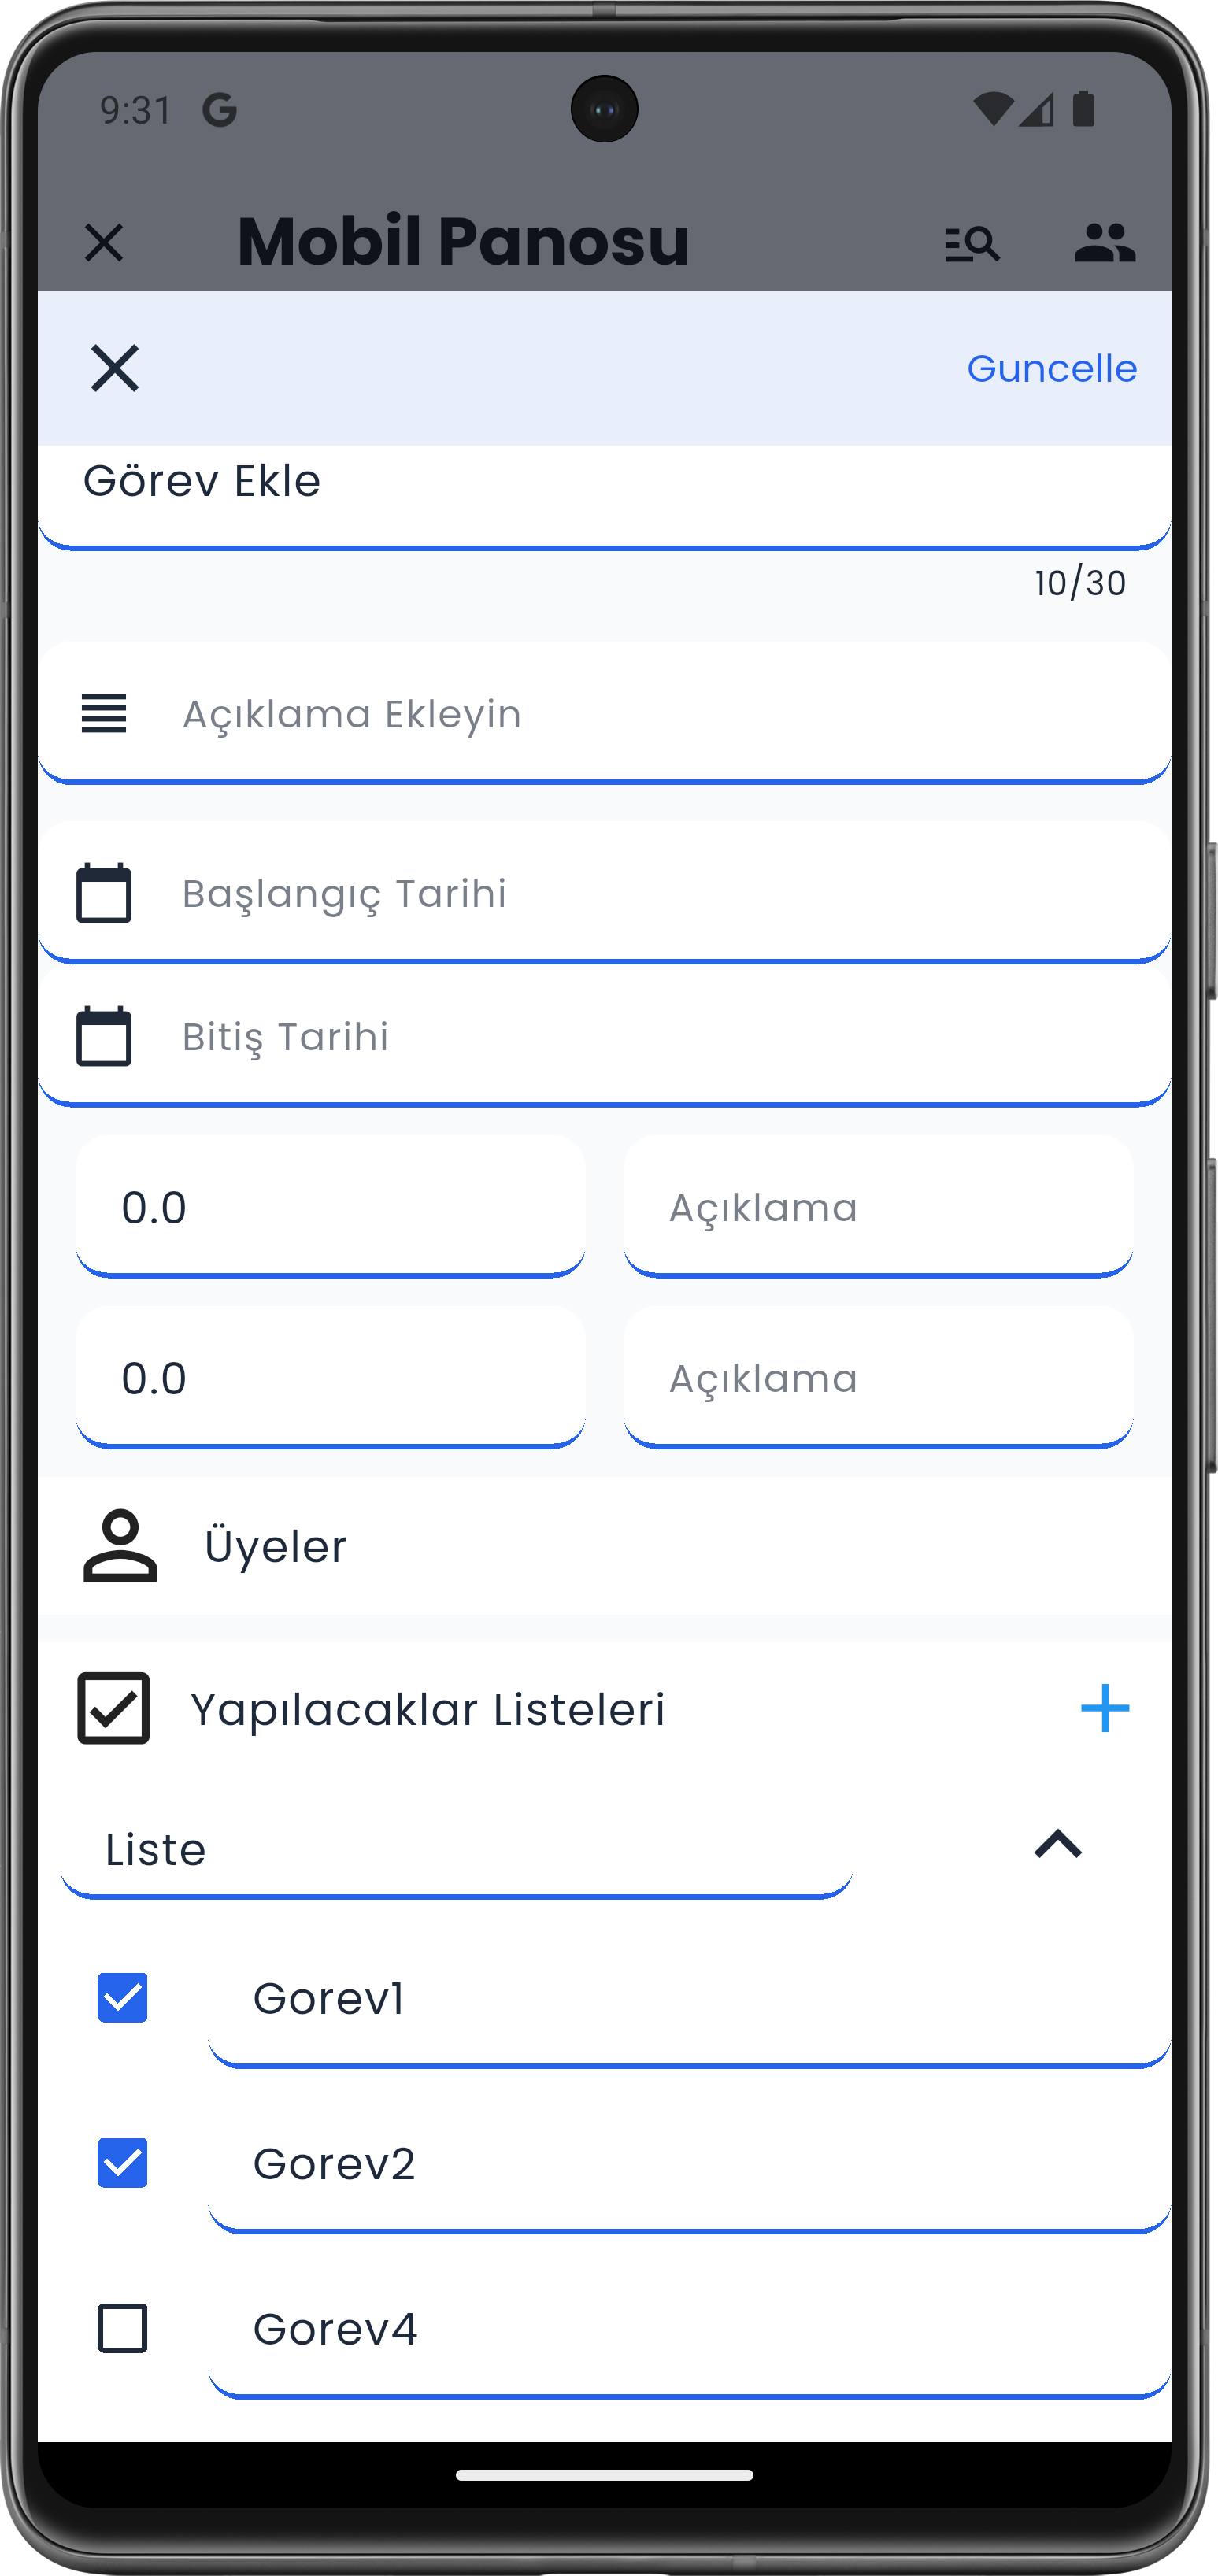 9:31
Mobil Panosu
Guncelle
Görev Ekle
10/30
Açıklama Ekleyin
Başlangıç Tarihi
Bitiş Tarihi
0.0 Açıklama
0.0 Açıklama
Üyeler
Yapılacaklar Listeleri
Liste
Gorev1
Gorev2
Gorev4